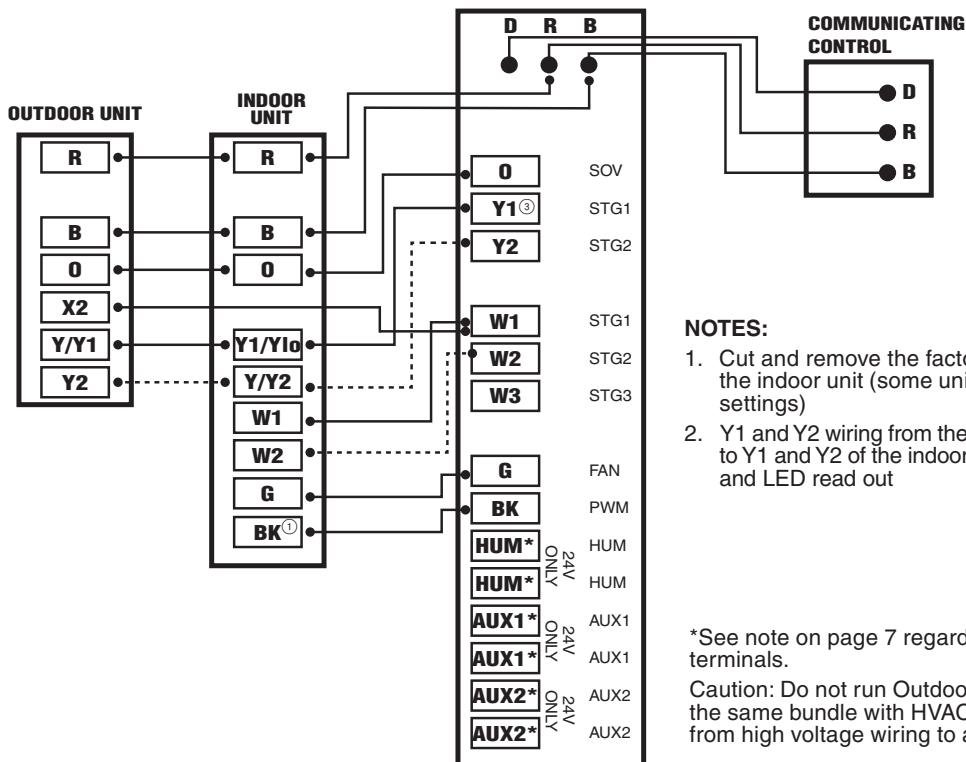 D R B
COMMUNICATING
CONTROL
D
R
B
OUTDOOR UNIT
R
B
O
X2
Y/Y1
Y2
INDOOR
UNIT
R
B
O
Y1/Ylo
Y/Y2
W1
W2
G
BK①
O SOV
Y1③ STG1
Y2 STG2
W1 STG1
W2 STG2
W3 STG3
G FAN
BK PWM
HUM* HUM
HUM* HUM
24V
ONLY
AUX1* AUX1
AUX1* AUX1
24V
ONLY
AUX2* AUX2
AUX2* AUX2
24V
ONLY
NOTES:
1. Cut and remove the facto
the indoor unit (some uni
settings)
2. Y1 and Y2 wiring from the
to Y1 and Y2 of the indoor
and LED read out
*See note on page 7 regard
terminals.
Caution: Do not run Outdoo
the same bundle with HVAC
from high voltage wiring to a